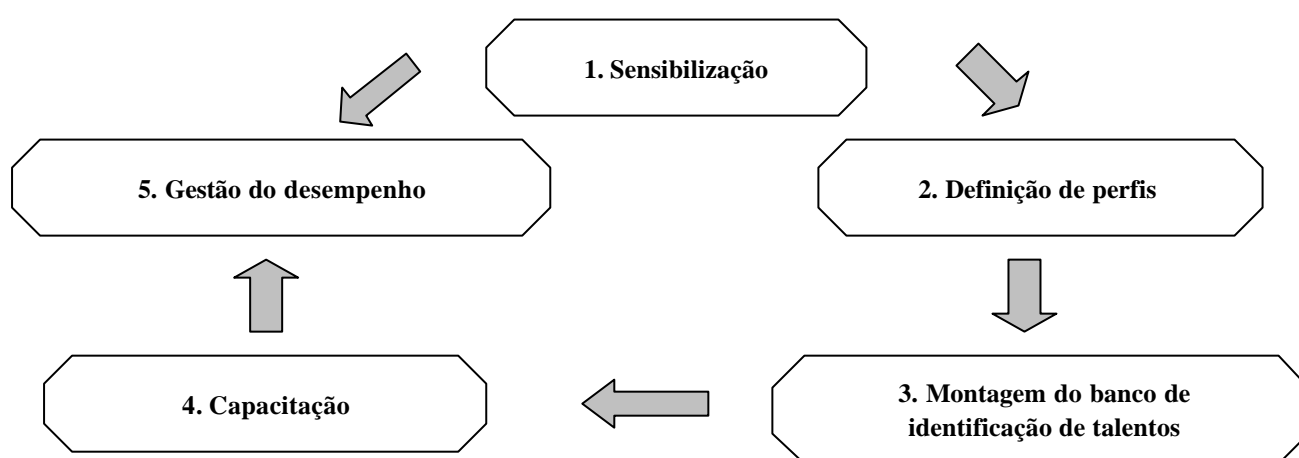 1. Sensibilização
5. Gestão do desempenho
2. Definição de perfis
4. Capacitação
3. Montagem do banco de
identificação de talentos